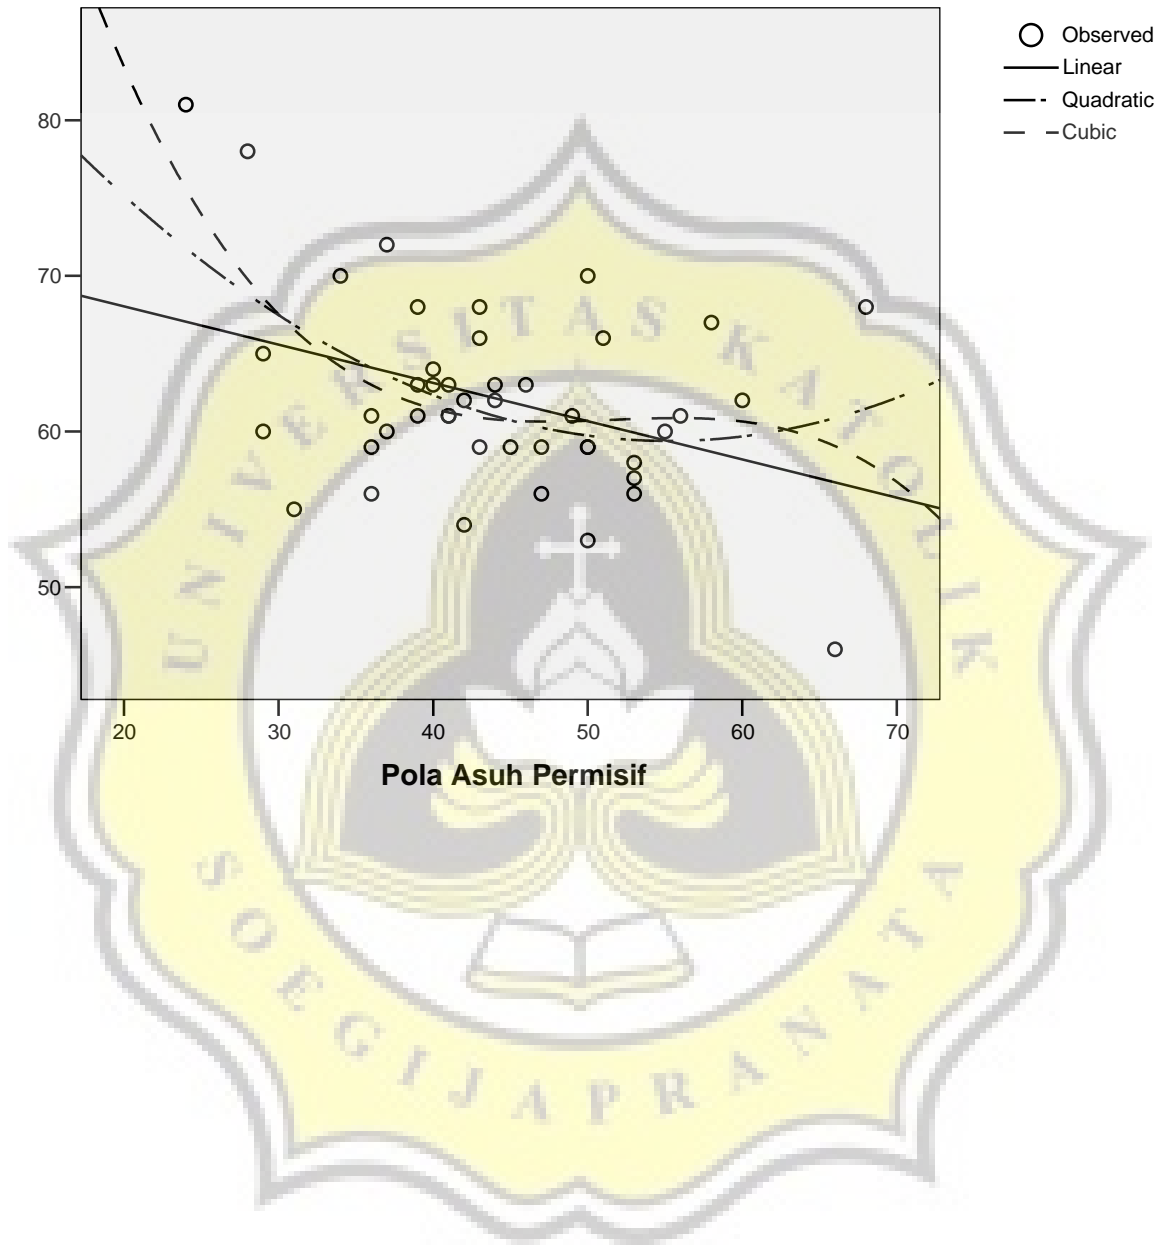 Observed
Linear
Quadratic
Cubic
80
70
60
50
20 30 40 50 60 70
Pola Asuh Permisif
UNIVERSITAS KATOLIK
SOEGIJAPRANATA